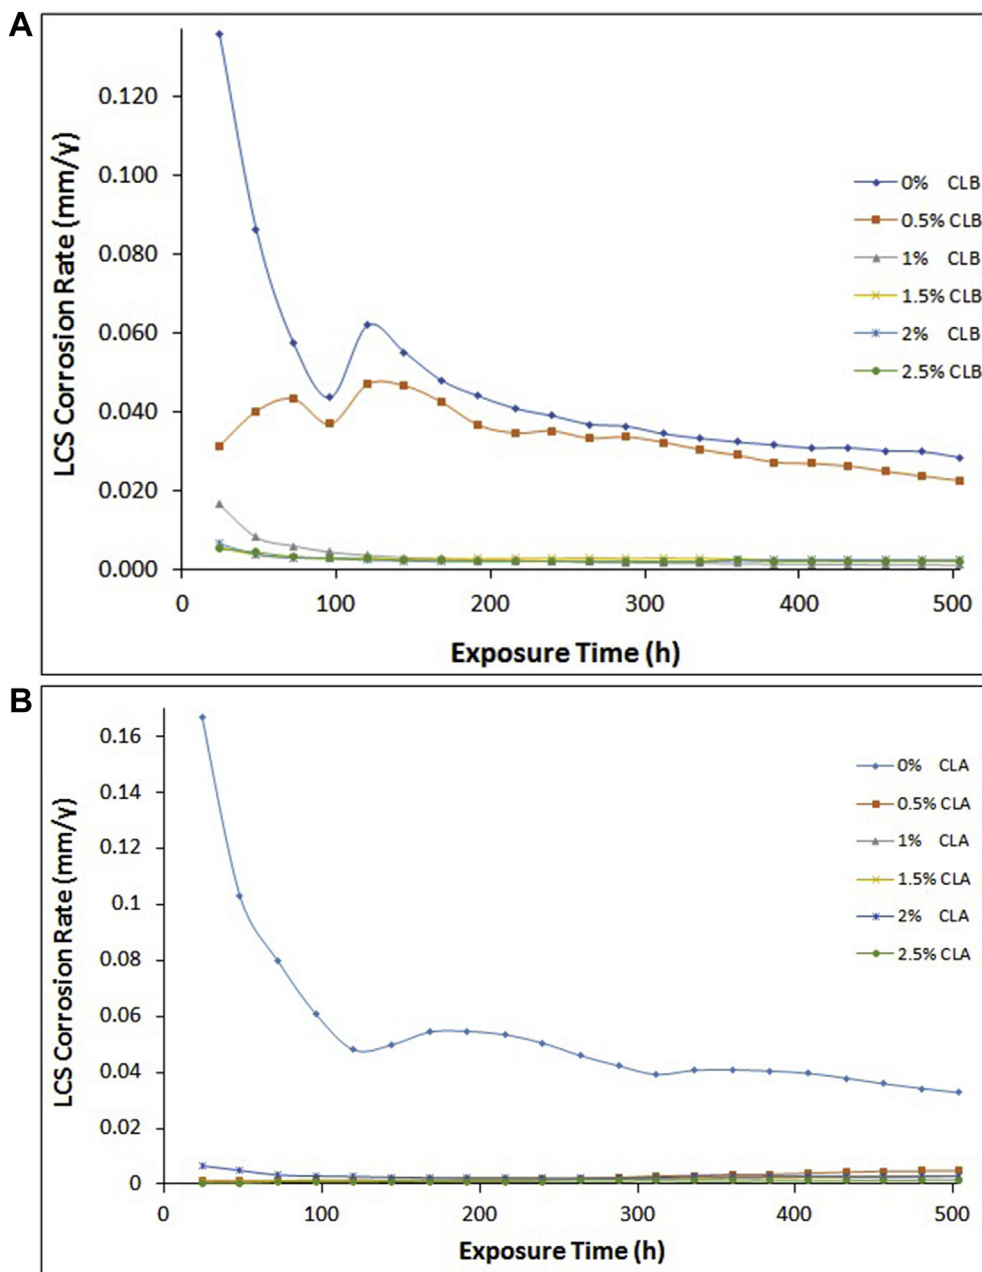 A
LCS Corrosion Rate (mm/y)
0.120
0.100
0.080
0.060
0.040
0.020
0.000
0 100 200 300 400 500
Exposure Time (h)
0% CLB
0.5% CLB
1% CLB
1.5% CLB
2% CLB
2.5% CLB
B
LCS Corrosion Rate (mm/y)
0.16
0.14
0.12
0.1
0.08
0.06
0.04
0.02
0
0 100 200 300 400 500
Exposure Time (h)
0% CLA
0.5% CLA
1% CLA
1.5% CLA
2% CLA
2.5% CLA